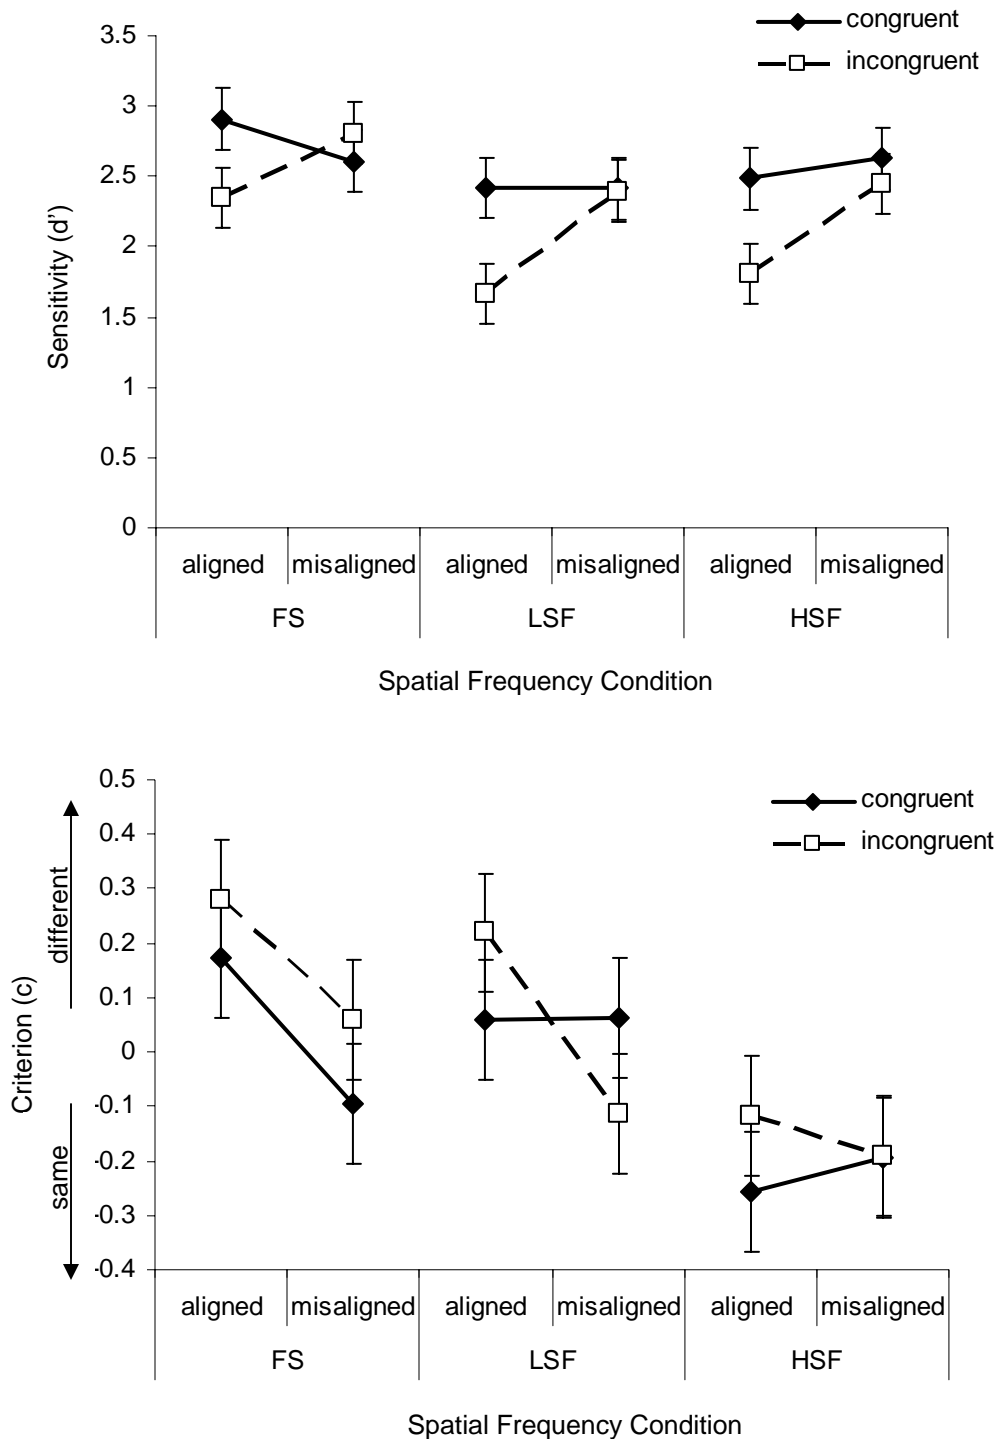 congruent
incongruent
3.5
3
2.5
2
1.5
1
0.5
0
Sensitivity (d’)
aligned misaligned aligned misaligned aligned misaligned
FS LSF HSF
Spatial Frequency Condition
congruent
incongruent
0.5
0.4
0.3
0.2
0.1
0
-0.1
-0.2
-0.3
-0.4
different
same
Criterion (c)
aligned misaligned aligned misaligned aligned misaligned
FS LSF HSF
Spatial Frequency Condition